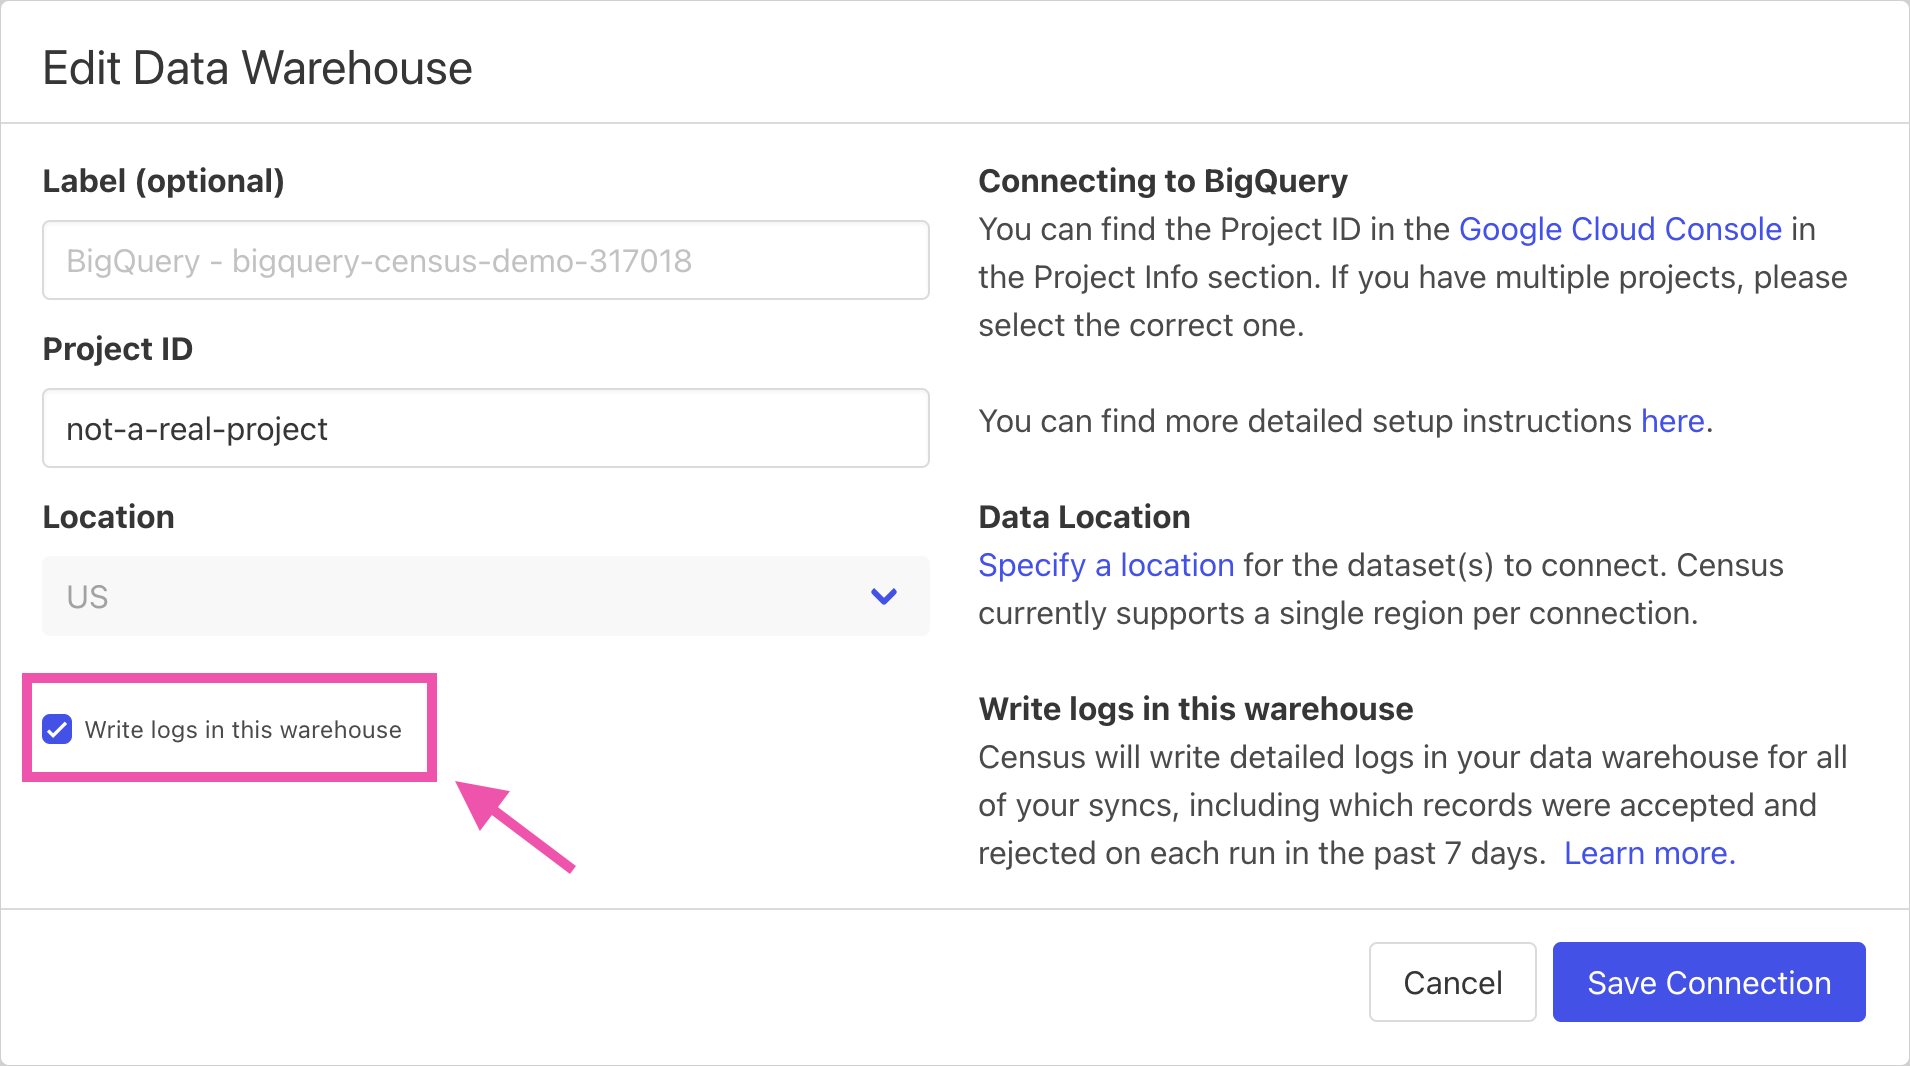 Edit Data Warehouse
Label (optional)
BigQuery - bigquery-census-demo-317018
Project ID
not-a-real-project
Location
US
Write logs in this warehouse
Connecting to BigQuery
You can find the Project ID in the Google Cloud Console in
the Project Info section. If you have multiple projects, please
select the correct one.
You can find more detailed setup instructions here.
Data Location
Specify a location for the dataset(s) to connect. Census
currently supports a single region per connection.
Write logs in this warehouse
Census will write detailed logs in your data warehouse for all
of your syncs, including which records were accepted and
rejected on each run in the past 7 days. Learn more.
Cancel
Save Connection